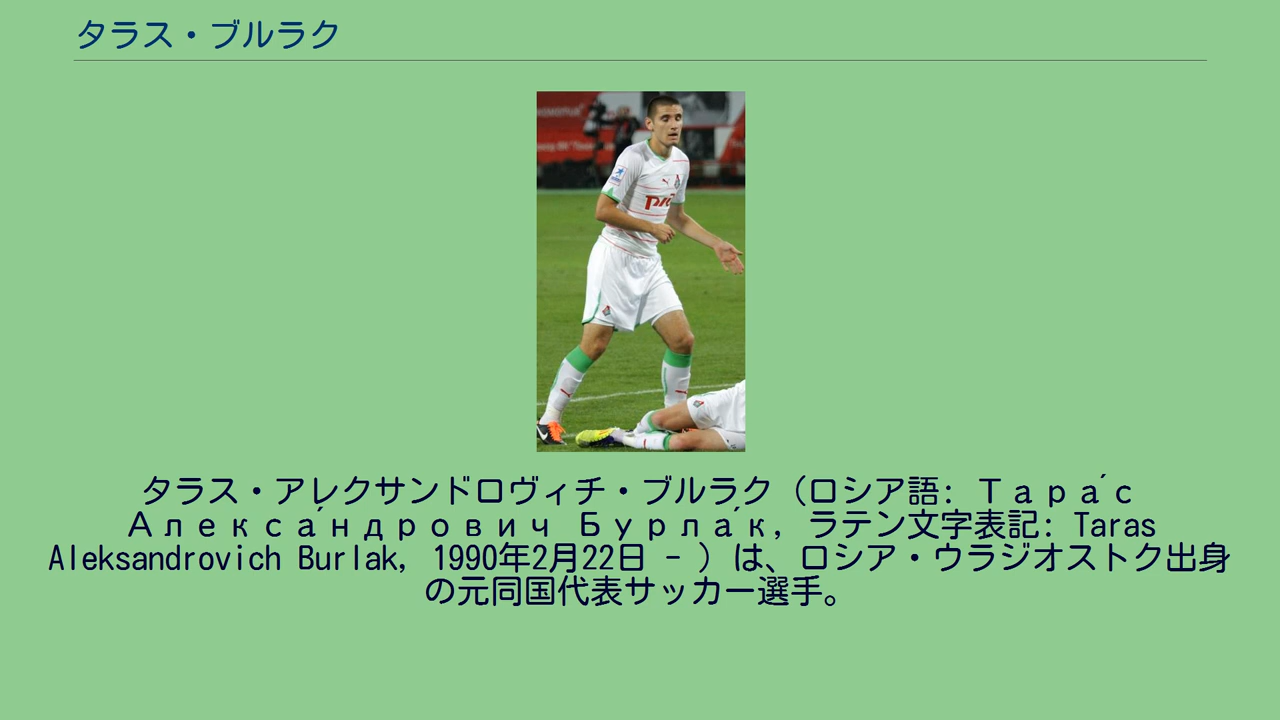 タラス・ブルラク
РЖД
タラス・アレクサンドロヴィチ・ブルラク（ロシア語: Тара́с
Алекса́ндрович Бурла́к, ラテン文字表記: Taras
Aleksandrovich Burlak, 1990年2月22日 - ）は、ロシア・ウラジオストク出身
の元同国代表サッカー選手。